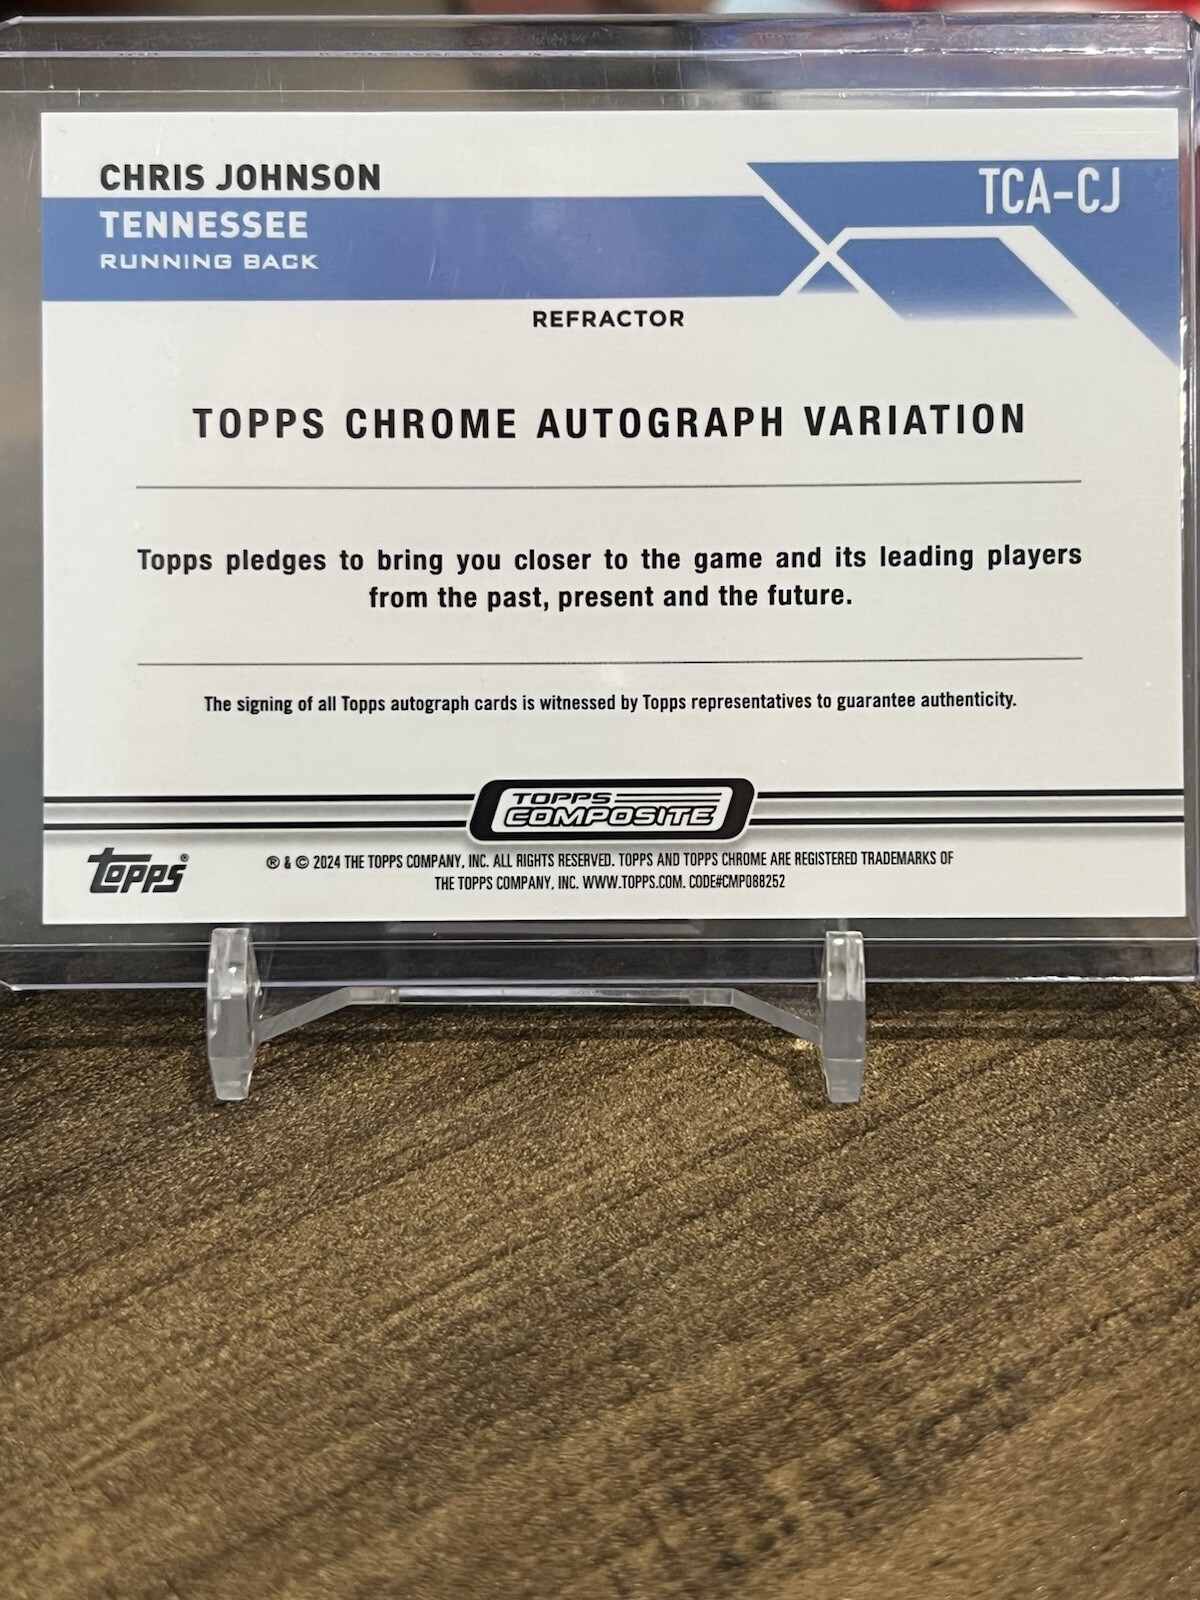 CHRIS JOHNSON
TCA-CJ
TENNESSEE
RUNNING BACK
REFRACTOR
TOPPS CHROME AUTOGRAPH VARIATION
Topps pledges to bring you closer to the game and its leading players
from the past, present and the future.
The signing of all Topps autograph cards is witnessed by Topps representatives to guarantee authenticity.
TOPPS
COMPOSITE
topps®
® & © 2024 THE TOPPS COMPANY, INC. ALL RIGHTS RESERVED. TOPPS AND TOPPS CHROME ARE REGISTERED TRADEMARKS OF
THE TOPPS COMPANY, INC. WWW.TOPPS.COM. CODE#CMP088252